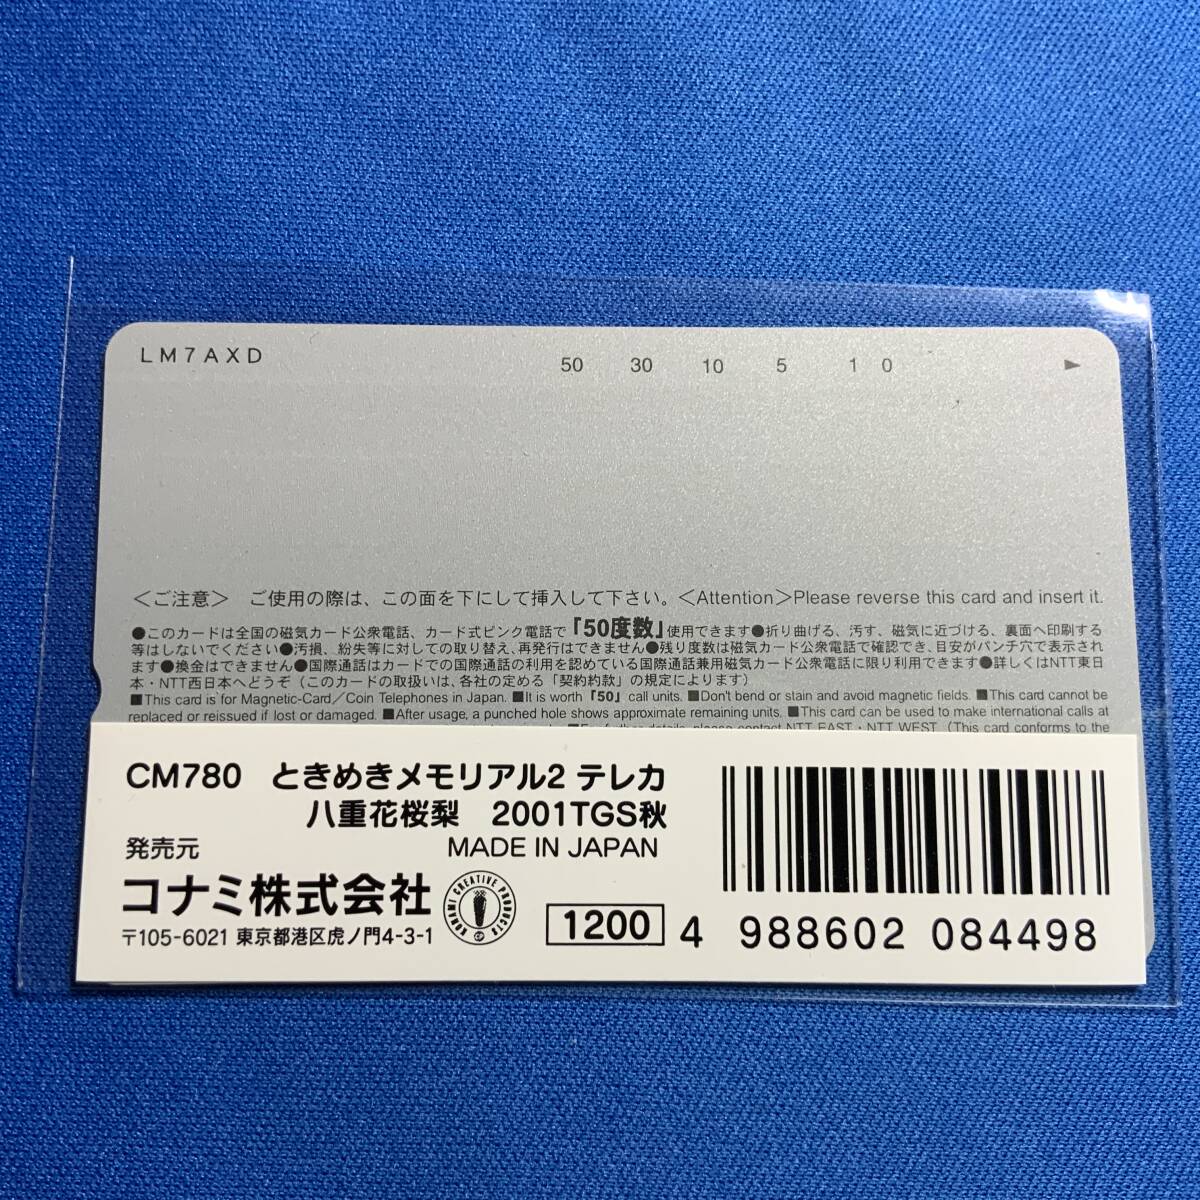 LM7AXD
50 30 10 5 1 0
＜ご注意＞ ご使用の際は、この面を下にして挿入して下さい。＜Attention＞Please reverse this card and insert it.
●このカードは全国の磁気カード公衆電話、カード式ピンク電話で「50度数」使用できます●折り曲げる、汚す、磁気に近づける、裏面へ印刷する
等はしないでください●汚損、紛失等に対しての取り替え、再発行はできません●残り度数は磁気カード公衆電話で確認でき、目安がパンチ穴で表示され
ます●換金はできません●国際通話はカードでの国際通話の利用を認めている国際通話兼用磁気カード公衆電話に限り利用できます●詳しくはNTT東日
本・NTT西日本へどうぞ（このカードの取扱いは、各社の定める「契約約款」の規定によります）
■This card is for Magnetic-Card／Coin Telephones in Japan. ■It is worth「50」call units. ■Don't bend or stain and avoid magnetic fields. ■This card cannot be
replaced or reissued if lost or damaged. ■After usage, a punched hole shows approximate remaining units. ■This card can be used to make international calls at
■For further details, please contact NTT EAST・NTT WEST（This card conforms to the
CM780 ときめきメモリアル2 テレカ
八重花桜梨 2001TGS秋
発売元 MADE IN JAPAN
コナミ株式会社
KONAMI CREATIVE PRODUCTS
〒105-6021 東京都港区虎ノ門4-3-1
1200
4 988602 084498